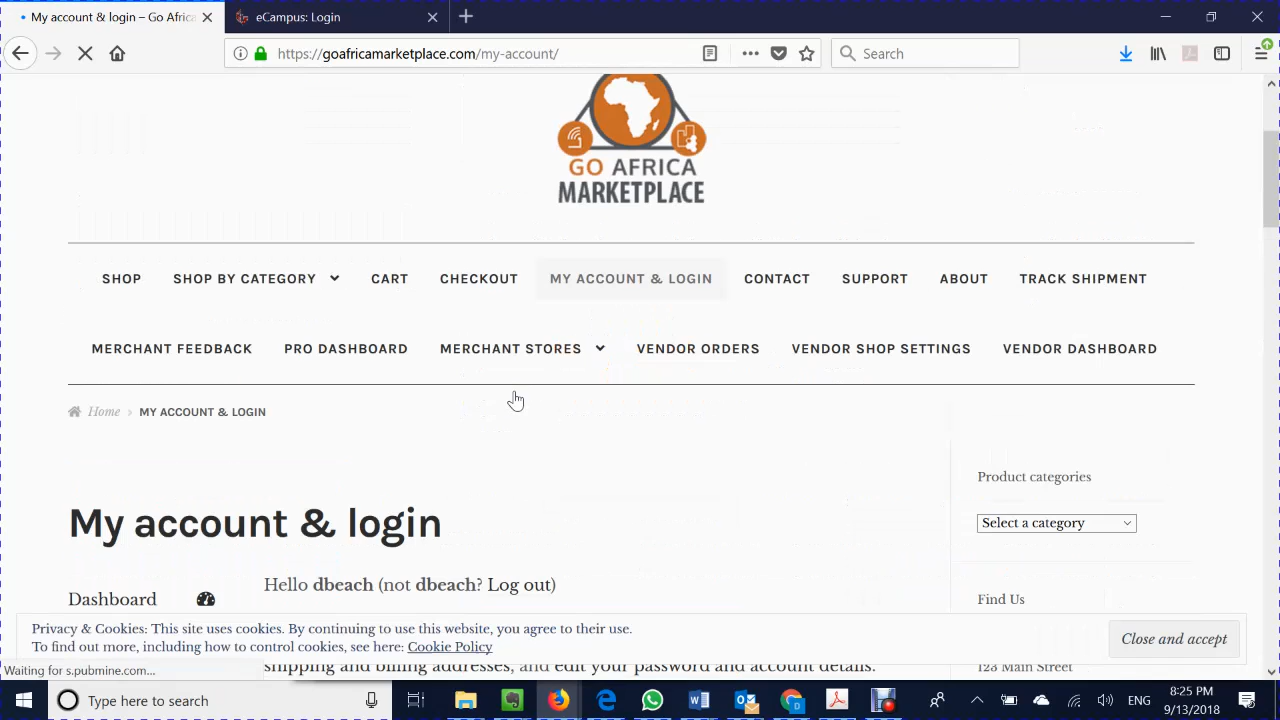 My account & login – Go Afric
eCampus: Login
https://goafricamarketplace.com/my-account/
Search
GO AFRICA
MARKETPLACE
SHOP SHOP BY CATEGORY CART CHECKOUT MY ACCOUNT & LOGIN CONTACT SUPPORT ABOUT TRACK SHIPMENT
MERCHANT FEEDBACK PRO DASHBOARD MERCHANT STORES VENDOR ORDERS VENDOR SHOP SETTINGS VENDOR DASHBOARD
Home › MY ACCOUNT & LOGIN
Product categories
Select a category
My account & login
Hello dbeach (not dbeach? Log out)
Dashboard
Find Us
Privacy & Cookies: This site uses cookies. By continuing to use this website, you agree to their use.
To find out more, including how to control cookies, see here: Cookie Policy
Close and accept
shipping and billing addresses, and edit your password and account details.
123 Main Street
Waiting for s.pubmine.com...
Type here to search
ENG
8:25 PM
9/13/2018